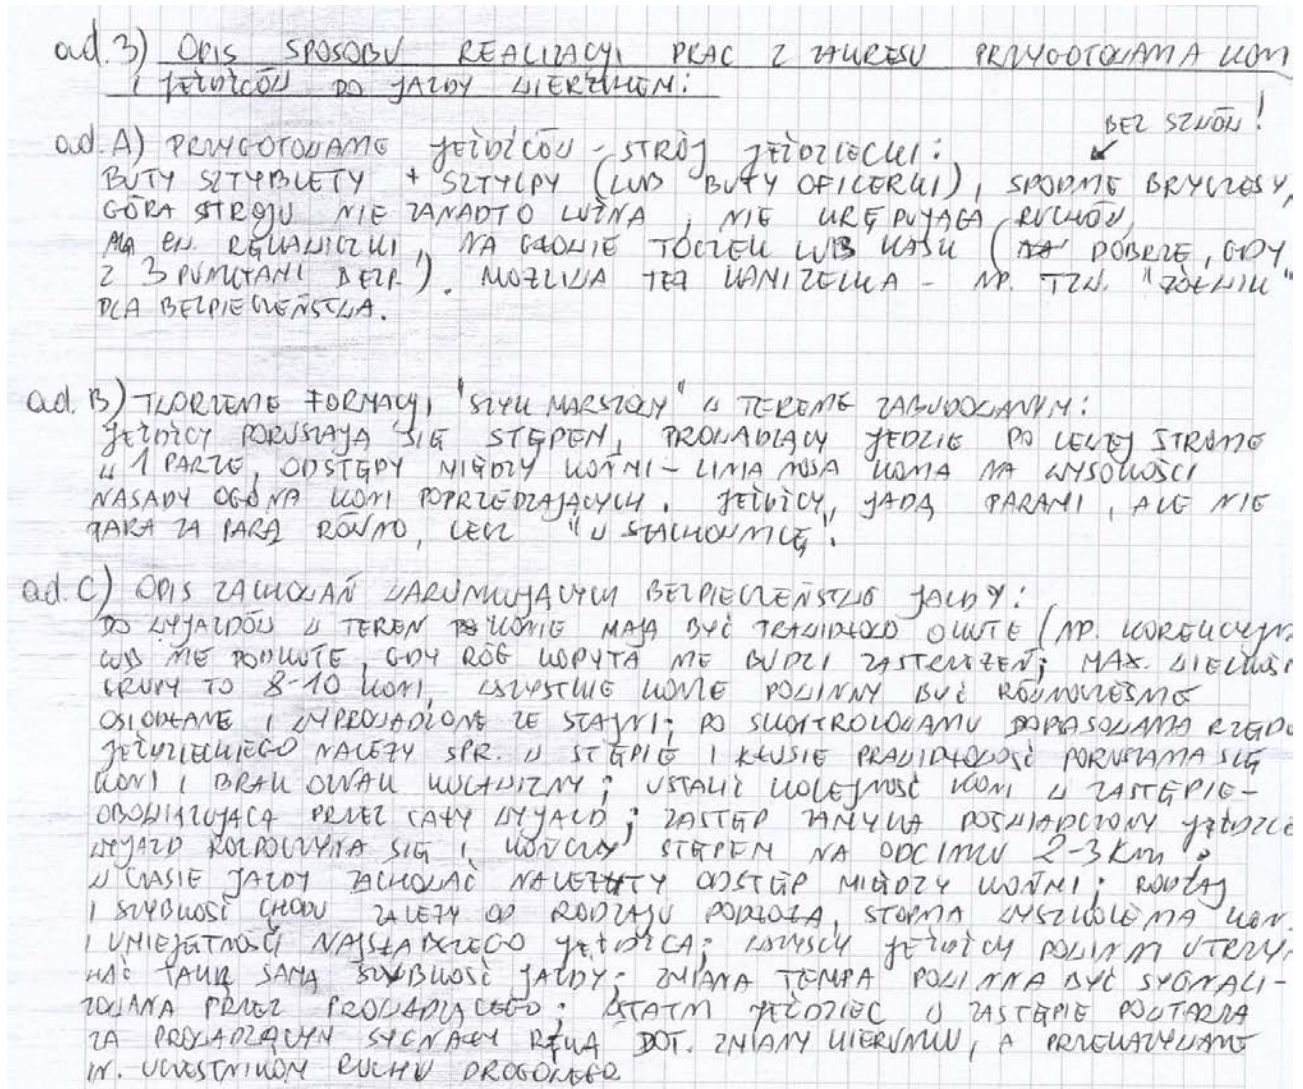 ad. 3) OPIS SPOSOBU REALIZACJI PRAC Z ZAKRESU PRZYGOTOWANIA KONI
I JEŹDŹCÓW DO JAZDY WIERZCHEM:
BEZ SZWÓW!
ad. A) PRZYGOTOWANIE JEŹDŹCÓW - STRÓJ JEŹDZIECKI:
BUTY SZTYBLETY + SZTYLPY (LUB BUTY OFICERKI), SPODNIE BRYCZESY,
GÓRA STROJU NIE ZANADTO LUŹNA, NIE KRĘPUJĄCA RUCHÓW,
EW. RĘKAWICZKI, NA GŁOWIE TOCZEK LUB KASK (DOBRZE, GDY
Z 3 PUNKTAMI BEZP.). MOŻLIWA TEŻ KAMIZELKA - NP. TZW. "ŻÓŁWIK"
DLA BEZPIECZEŃSTWA.
ad. B) TWORZENIE FORMACJI "SZYK MARSZOWY" W TERENIE ZABUDOWANYM:
JEŹDŹCY PORUSZAJĄ SIĘ STĘPEM, PROWADZĄCY JEDZIE PO LEWEJ STRONIE
W 1 PARZE, ODSTĘPY MIĘDZY KOŃMI - LINIA NOSA KONIA NA WYSOKOŚCI
NASADY OGONA KONI POPRZEDZAJĄCYCH. JEŹDŹCY JADĄ PARAMI, ALE NIE
PARA ZA PARĄ RÓWNO, LECZ "W SZACHOWNICĘ".
ad. C) OPIS ZACHOWAŃ WARUNKUJĄCYCH BEZPIECZEŃSTWO JAZDY:
DO WYJAZDÓW W TEREN KONIE MAJĄ BYĆ PRAWIDŁOWO OKUTE (NP. KOREKCYJNIE
LUB NIE PODKUTE, GDY RÓG KOPYTA NIE BUDZI ZASTRZEŻEŃ; MAX. WIELKOŚĆ
GRUPY TO 8-10 KONI, WSZYSTKIE KONIE POWINNY BYĆ RÓWNOCZEŚNIE
OSIODŁANE I WYPROWADZONE ZE STAJNI; PO SKONTROLOWANIU DOPASOWANIA RZĘDU
JEŹDZIECKIEGO NALEŻY SPR. W STĘPIE I KŁUSIE PRAWIDŁOWOŚĆ PORUSZANIA SIĘ
KONI I BRAK OZNAK KULAWIZNY; USTALIĆ KOLEJNOŚĆ KONI W ZASTĘPIE -
OBOWIĄZUJĄCĄ PRZEZ CAŁY WYJAZD; ZASTĘP ZAMYKA DOŚWIADCZONY JEŹDZIEC
WYJAZD ROZPOCZYNA SIĘ I KOŃCZY STĘPEM NA ODCINKU 2-3 Km;
W CZASIE JAZDY ZACHOWAĆ NALEŻYTY ODSTĘP MIĘDZY KOŃMI; RODZAJ
I SZYBKOŚĆ CHODU ZALEŻY OD RODZAJU PODŁOŻA, STOPNIA WYSZKOLENIA KONI
I UMIEJĘTNOŚCI NAJSŁABSZEGO JEŹDŹCA; WSZYSCY JEŹDŹCY POWINNI UTRZY-
MAĆ TAKĄ SAMĄ SZYBKOŚĆ JAZDY; ZMIANA TEMPA POWINNA BYĆ SYGNALI-
ZOWANA PRZEZ PROWADZĄCEGO; OSTATNI JEŹDZIEC W ZASTĘPIE POWTARZA
ZA PROWADZĄCYM SYGNAŁY RĘKĄ DOT. ZMIANY KIERUNKU, A PRZEKAZYWANE
IN. UCZESTNIKOM RUCHU DROGOWEGO